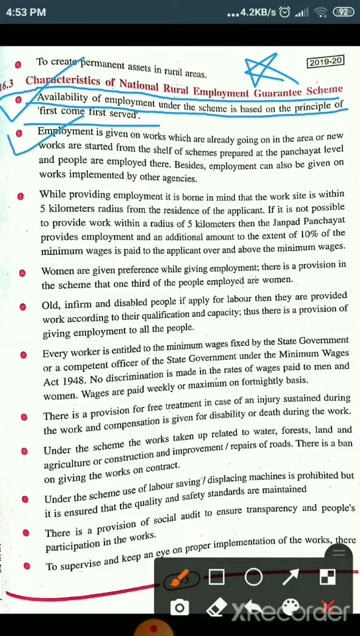 4:53 PM
4.2KB/s
92
To create permanent assets in rural areas.
2019-20
16.3 Characteristics of National Rural Employment Guarantee Scheme
Availability of employment under the scheme is based on the principle of
'first come first served'.
Employment is given on works which are already going on in the area or new
works are started from the shelf of schemes prepared at the panchayat level
and people are employed there. Besides, employment can also be given on
works implemented by other agencies.
While providing employment it is borne in mind that the work site is within
5 kilometers radius from the residence of the applicant. If it is not possible
to provide work within a radius of 5 kilometers then the Janpad Panchayat
provides employment and an additional amount to the extent of 10% of the
minimum wages is paid to the applicant over and above the minimum wages.
Women are given preference while giving employment; there is a provision in
the scheme that one third of the people employed are women.
Old, infirm and disabled people if apply for labour then they are provided
work according to their qualification and capacity; thus there is a provision of
giving employment to all the people.
Every worker is entitled to the minimum wages fixed by the State Government
or a competent officer of the State Government under the Minimum Wages
Act 1948. No discrimination is made in the rates of wages paid to men and
women. Wages are paid weekly or maximum on fortnightly basis.
There is a provision for free treatment in case of an injury sustained during
the work and compensation is given for disability or death during the work.
Under the scheme the works taken up related to water, forests, land and
agriculture or construction and improvement / repairs of roads. There is a ban
on giving the works on contract.
Under the scheme use of labour saving / displacing machines is prohibited but
it is ensured that the quality and safety standards are maintained
There is a provision of social audit to ensure transparency and people's
participation in the works.
To supervise and keep an eye on proper implementation of the works, there
XRECORDER